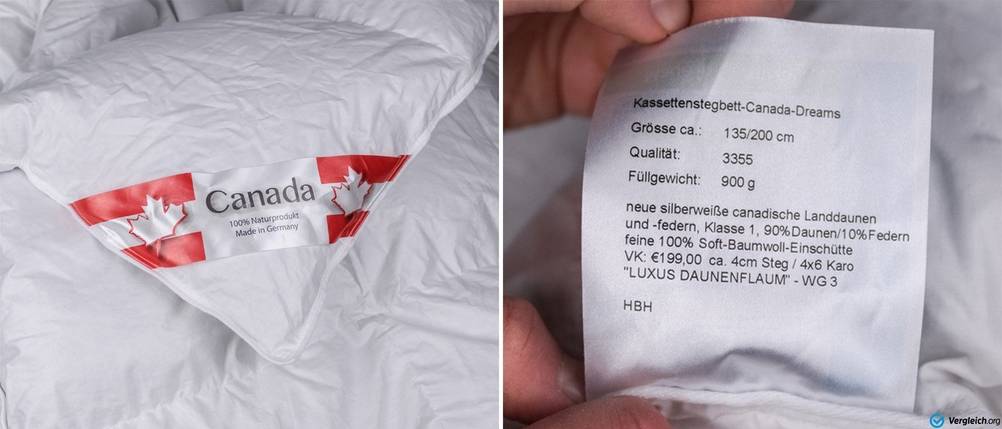 Canada
100% Naturprodukt
Made in Germany
Kassettenstegbett-Canada-Dreams
Grösse ca.: 135/200 cm
Qualität: 3355
Füllgewicht: 900 g
neue silberweiße canadische Landdaunen
und -federn, Klasse 1, 90%Daunen/10%Federn
feine 100% Soft-Baumwoll-Einschütte
VK: €199,00 ca. 4cm Steg / 4x6 Karo
"LUXUS DAUNENFLAUM" - WG 3
HBH
Vergleich.org